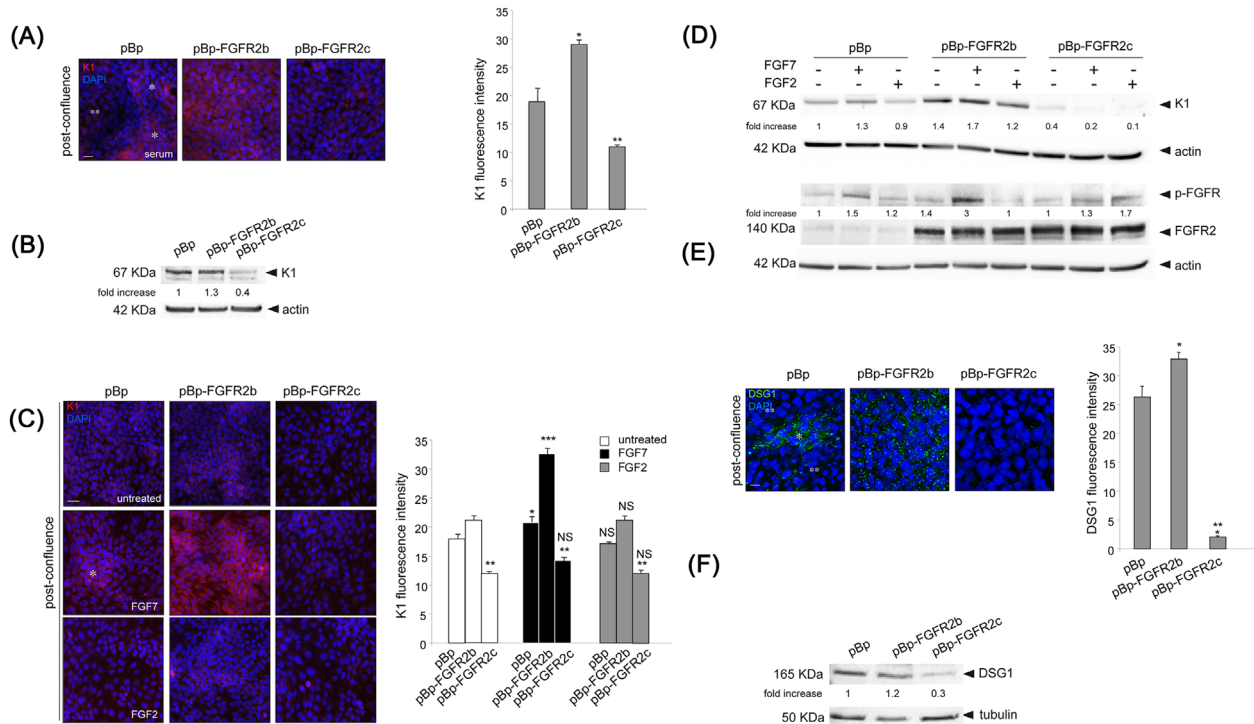 (A)
pBp pBp-FGFR2b pBp-FGFR2c
K1
DAPI
*
**
*
serum
post-confluence
K1 fluorescence intensity
35
30
25
20
15
10
5
0
*
**
pBp
pBp-FGFR2b
pBp-FGFR2c
(B)
pBp
pBp-FGFR2b
pBp-FGFR2c
67 KDa K1
fold increase 1 1.3 0.4
42 KDa actin
(C)
pBp pBp-FGFR2b pBp-FGFR2c
K1
DAPI
untreated
*
FGF7
FGF2
post-confluence
K1 fluorescence intensity
35
30
25
20
15
10
5
0
untreated
FGF7
FGF2
**
*
***
NS
**
NS
NS
NS
**
pBp
pBp-FGFR2b
pBp-FGFR2c
pBp
pBp-FGFR2b
pBp-FGFR2c
pBp
pBp-FGFR2b
pBp-FGFR2c
(D)
pBp pBp-FGFR2b pBp-FGFR2c
FGF7 - + - - + - - + -
FGF2 - - + - - + - - +
67 KDa K1
fold increase 1 1.3 0.9 1.4 1.7 1.2 0.4 0.2 0.1
42 KDa actin
p-FGFR
fold increase 1 1.5 1.2 1.4 3 1 1 1.3 1.7
140 KDa FGFR2
42 KDa actin
(E)
pBp pBp-FGFR2b pBp-FGFR2c
DSG1
DAPI
**
*
**
post-confluence
DSG1 fluorescence intensity
35
30
25
20
15
10
5
0
*
**
*
pBp
pBp-FGFR2b
pBp-FGFR2c
(F)
pBp
pBp-FGFR2b
pBp-FGFR2c
165 KDa DSG1
fold increase 1 1.2 0.3
50 KDa tubulin